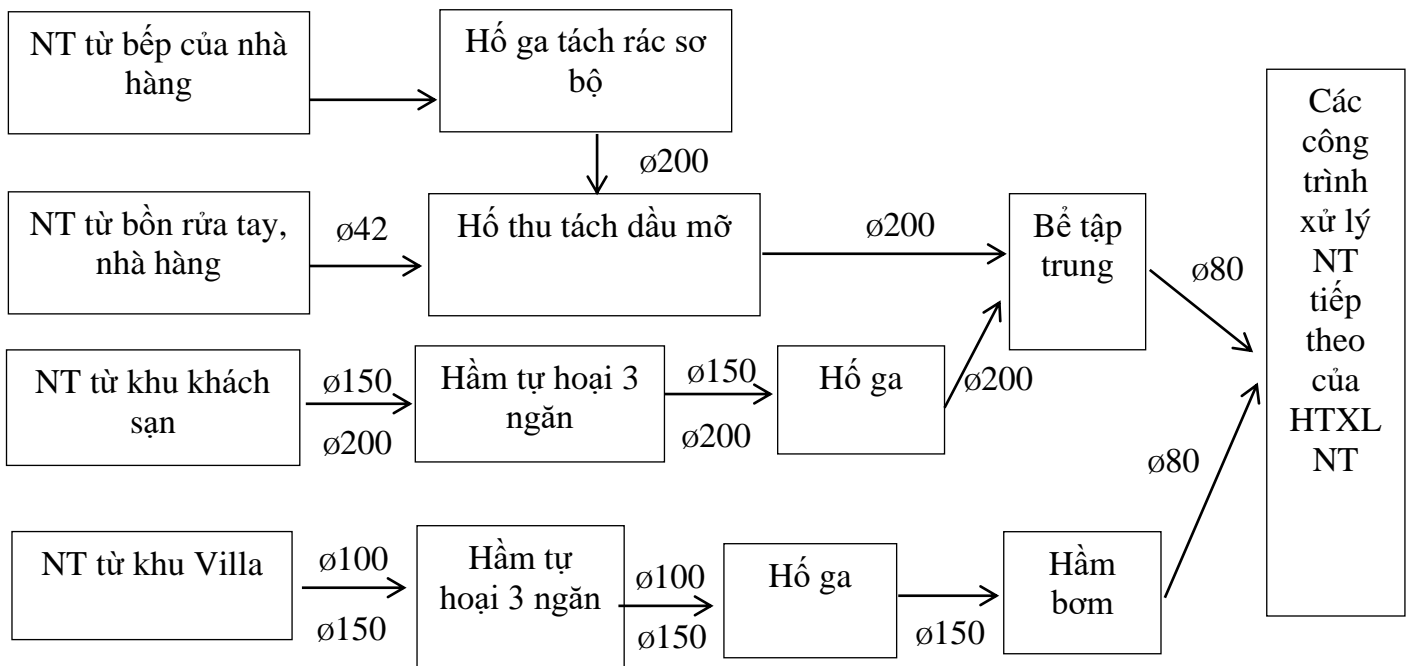 NT từ bếp của nhà
hàng
Hố ga tách rác sơ
bộ
ø200
NT từ bồn rửa tay,
nhà hàng
ø42
Hố thu tách dầu mỡ
ø200
Bể tập
trung
ø80
NT từ khu khách
sạn
ø150
ø200
Hầm tự hoại 3
ngăn
ø150
ø200
Hố ga
ø200
NT từ khu Villa
ø100
ø150
Hầm tự
hoại 3 ngăn
ø100
ø150
Hố ga
ø150
Hầm
bơm
ø80
Các
công
trình
xử lý
NT
tiếp
theo
của
HTXL
NT